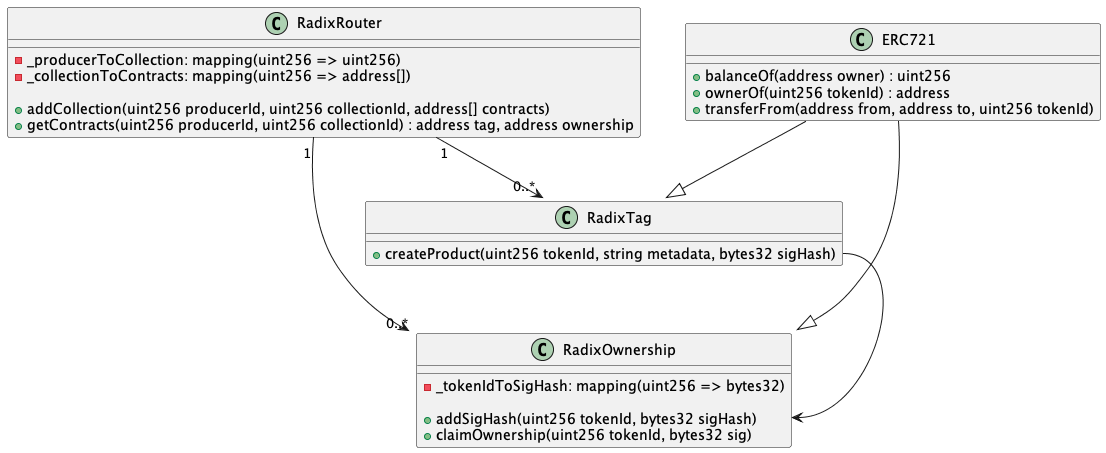 C RadixRouter
_producerToCollection: mapping(uint256 => uint256)
_collectionToContracts: mapping(uint256 => address[])
addCollection(uint256 producerId, uint256 collectionId, address[] contracts)
getContracts(uint256 producerId, uint256 collectionId) : address tag, address ownership
C ERC721
balanceOf(address owner) : uint256
ownerOf(uint256 tokenId) : address
transferFrom(address from, address to, uint256 tokenId)
1
1
0..*
C RadixTag
createProduct(uint256 tokenId, string metadata, bytes32 sigHash)
0..*
C RadixOwnership
_tokenIdToSigHash: mapping(uint256 => bytes32)
addSigHash(uint256 tokenId, bytes32 sigHash)
claimOwnership(uint256 tokenId, bytes32 sig)